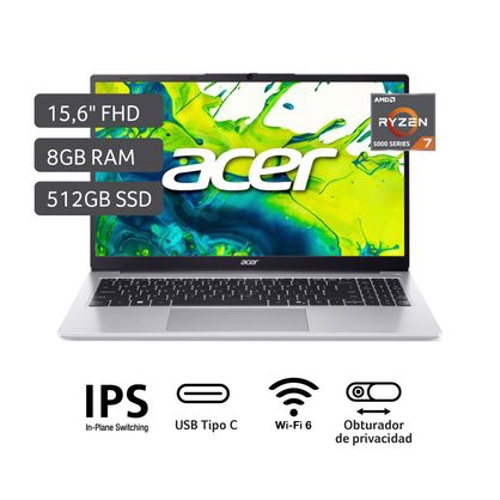 15,6" FHD
8GB RAM
512GB SSD
acer
AMD
RYZEN
5000 SERIES 7
acer
IPS
In-Plane Switching
USB Tipo C
Wi-Fi 6
Obturador
de privacidad